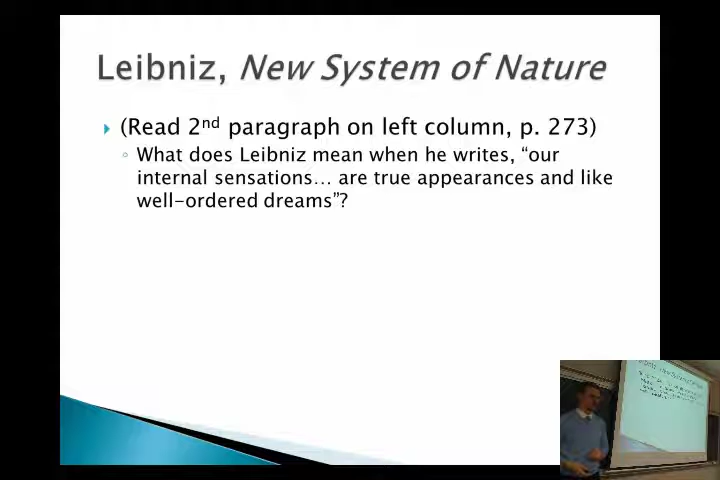 Leibniz, New System of Nature
(Read 2nd paragraph on left column, p. 273)
What does Leibniz mean when he writes, “our
internal sensations… are true appearances and like
well-ordered dreams”?